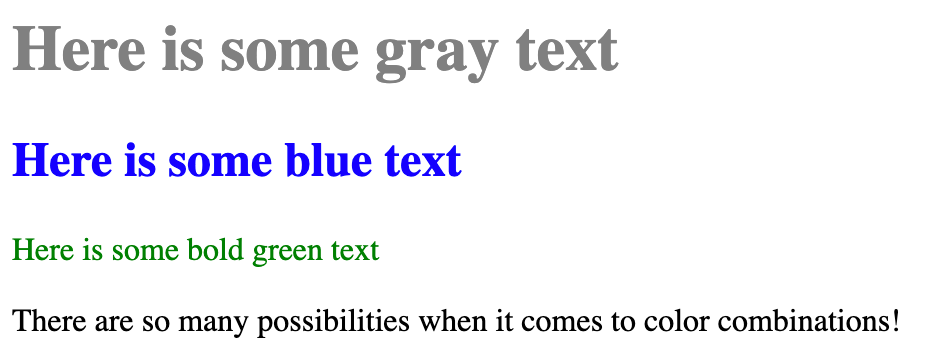 Here is some gray text
Here is some blue text
Here is some bold green text
There are so many possibilities when it comes to color combinations!